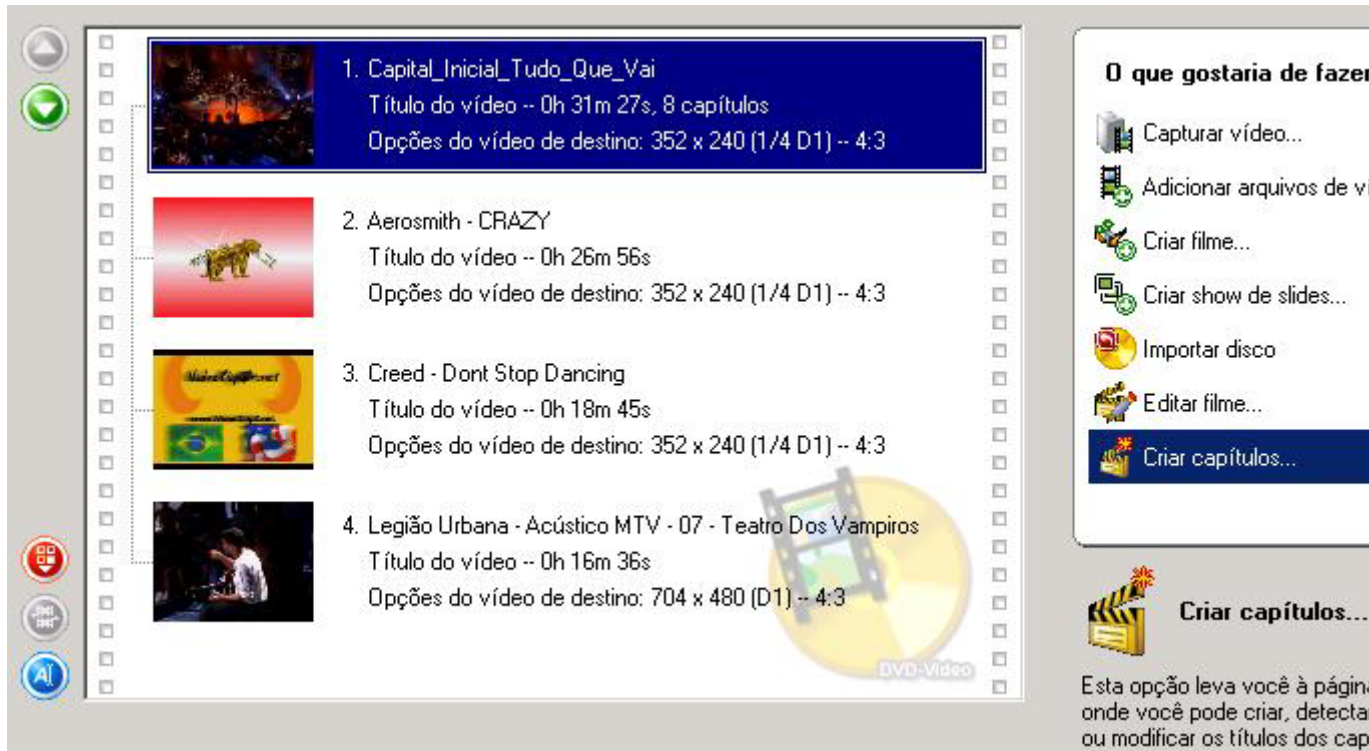 1. Capital_Inicial_Tudo_Que_Vai
Título do vídeo -- 0h 31m 27s, 8 capítulos
Opções do vídeo de destino: 352 x 240 (1/4 D1) -- 4:3
2. Aerosmith - CRAZY
Título do vídeo -- 0h 26m 56s
Opções do vídeo de destino: 352 x 240 (1/4 D1) -- 4:3
3. Creed - Dont Stop Dancing
Título do vídeo -- 0h 18m 45s
Opções do vídeo de destino: 352 x 240 (1/4 D1) -- 4:3
4. Legião Urbana - Acústico MTV - 07 - Teatro Dos Vampiros
Título do vídeo -- 0h 16m 36s
Opções do vídeo de destino: 704 x 480 (D1) -- 4:3
DVD-Video
O que gostaria de fazer
Capturar vídeo...
Adicionar arquivos de ví
Criar filme...
Criar show de slides...
Importar disco
Editar filme...
Criar capítulos...
Criar capítulos...
Esta opção leva você à página
onde você pode criar, detectar
ou modificar os títulos dos cap